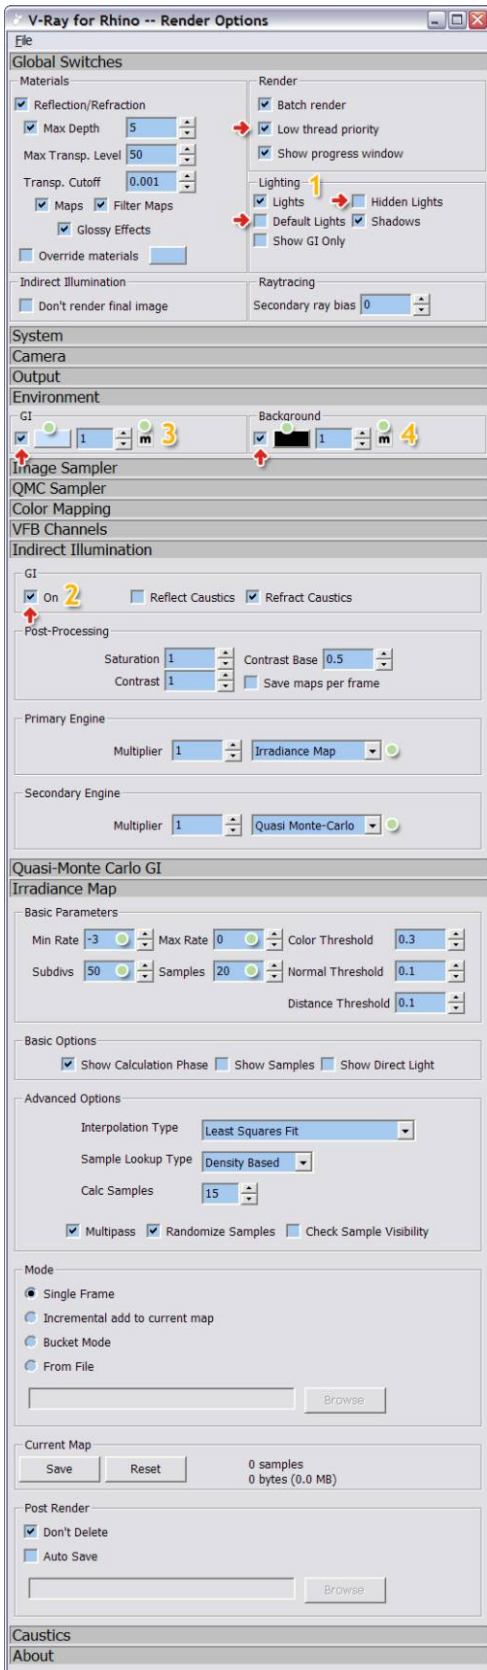 V-Ray for Rhino -- Render Options
File
Global Switches
Materials
Reflection/Refraction
Max Depth 5
Max Transp. Level 50
Transp. Cutoff 0.001
Maps Filter Maps
Glossy Effects
Override materials
Render
Batch render
Low thread priority
Show progress window
Lighting 1
Lights Hidden Lights
Default Lights Shadows
Show GI Only
Indirect Illumination
Don't render final image
Raytracing
Secondary ray bias 0
System
Camera
Output
Environment
GI
1 m 3
Background
1 m 4
Image Sampler
QMC Sampler
Color Mapping
VFB Channels
Indirect Illumination
GI
On 2 Reflect Caustics Refract Caustics
Post-Processing
Saturation 1 Contrast Base 0.5
Contrast 1 Save maps per frame
Primary Engine
Multiplier 1 Irradiance Map
Secondary Engine
Multiplier 1 Quasi Monte-Carlo
Quasi-Monte Carlo GI
Irradiance Map
Basic Parameters
Min Rate -3 Max Rate 0 Color Threshold 0.3
Subdivs 50 Samples 20 Normal Threshold 0.1
Distance Threshold 0.1
Basic Options
Show Calculation Phase Show Samples Show Direct Light
Advanced Options
Interpolation Type Least Squares Fit
Sample Lookup Type Density Based
Calc Samples 15
Multipass Randomize Samples Check Sample Visibility
Mode
Single Frame
Incremental add to current map
Bucket Mode
From File
Browse
Current Map
Save Reset 0 samples
0 bytes (0.0 MB)
Post Render
Don't Delete
Auto Save
Browse
Caustics
About